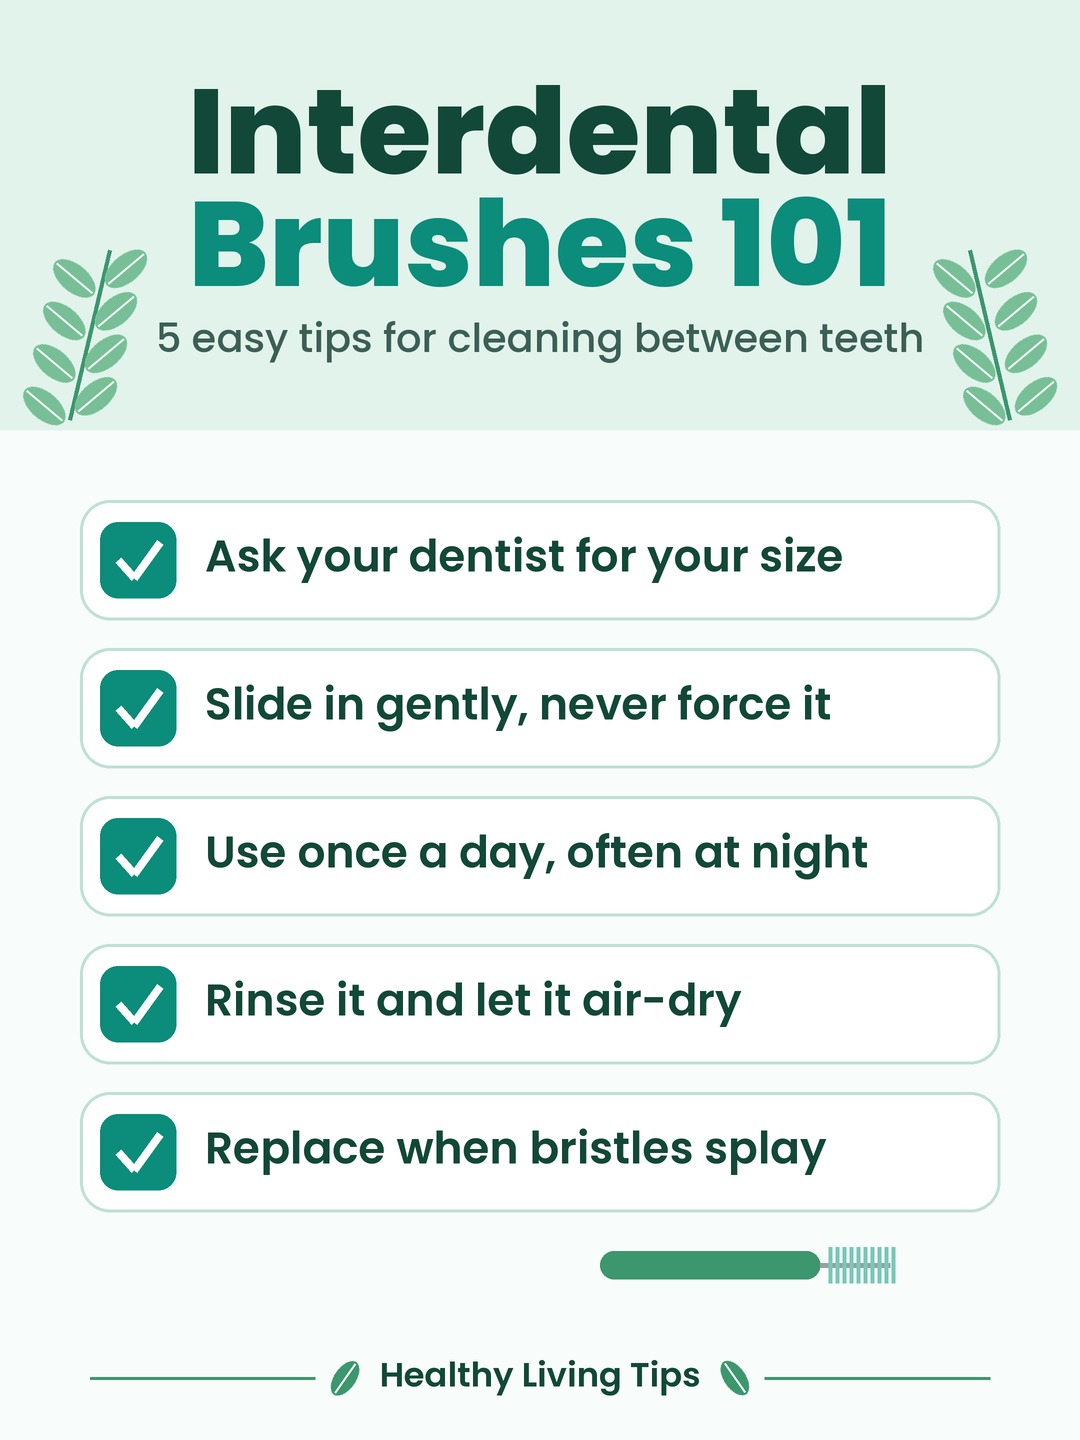 Interdental
Brushes 101
5 easy tips for cleaning between teeth
Ask your dentist for your size
Slide in gently, never force it
Use once a day, often at night
Rinse it and let it air-dry
Replace when bristles splay
Healthy Living Tips